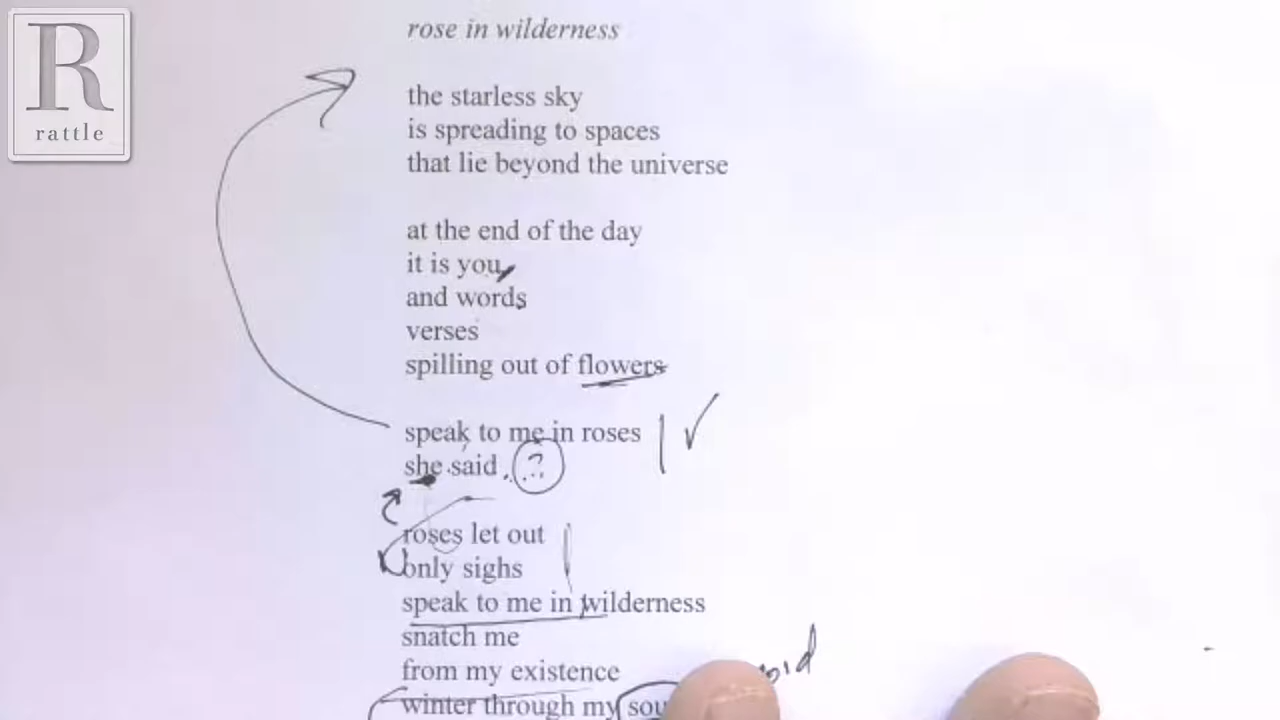 R
rattle
rose in wilderness
the starless sky
is spreading to spaces
that lie beyond the universe
at the end of the day
it is you,
and words
verses
spilling out of flowers
speak to me in roses
she said . ?
roses let out
only sighs
speak to me in wilderness
snatch me
from my existence
winter through my